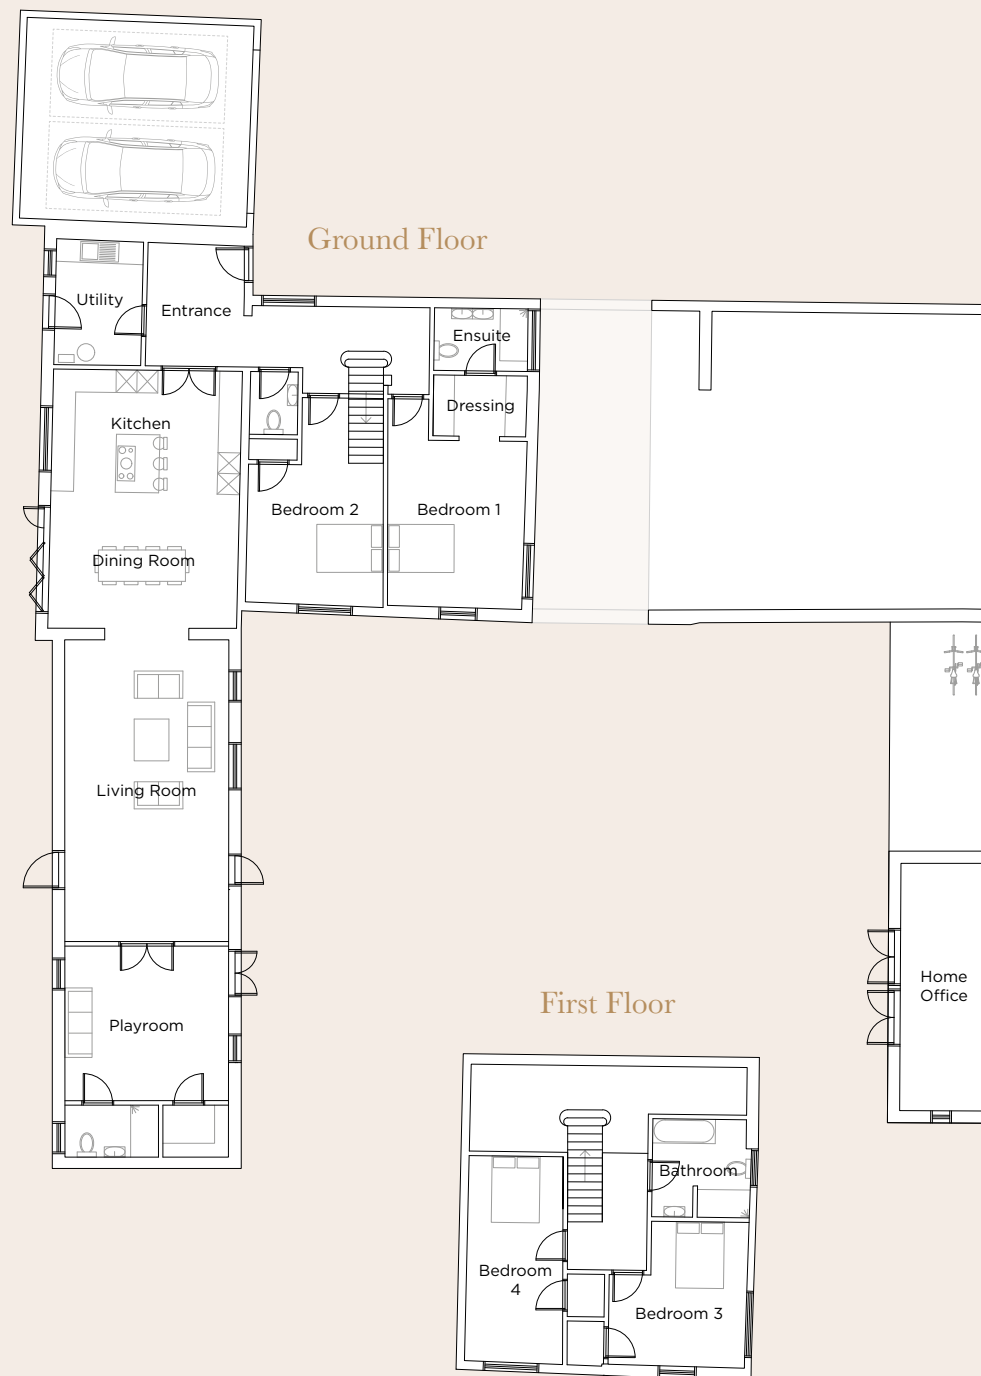 Ground Floor
Utility
Entrance
Ensuite
Dressing
Kitchen
Bedroom 2
Bedroom 1
Dining Room
Living Room
Playroom
Home
Office
First Floor
Bathroom
Bedroom
4
Bedroom 3